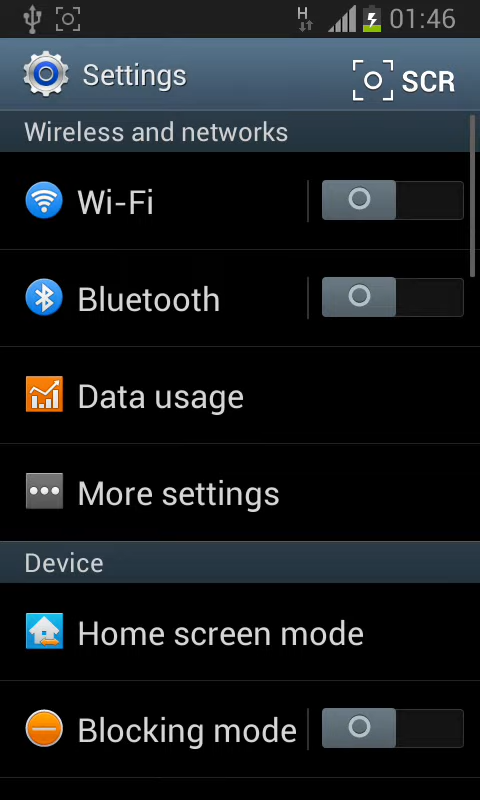 H 01:46
Settings
SCR
Wireless and networks
Wi-Fi
Bluetooth
Data usage
More settings
Device
Home screen mode
Blocking mode